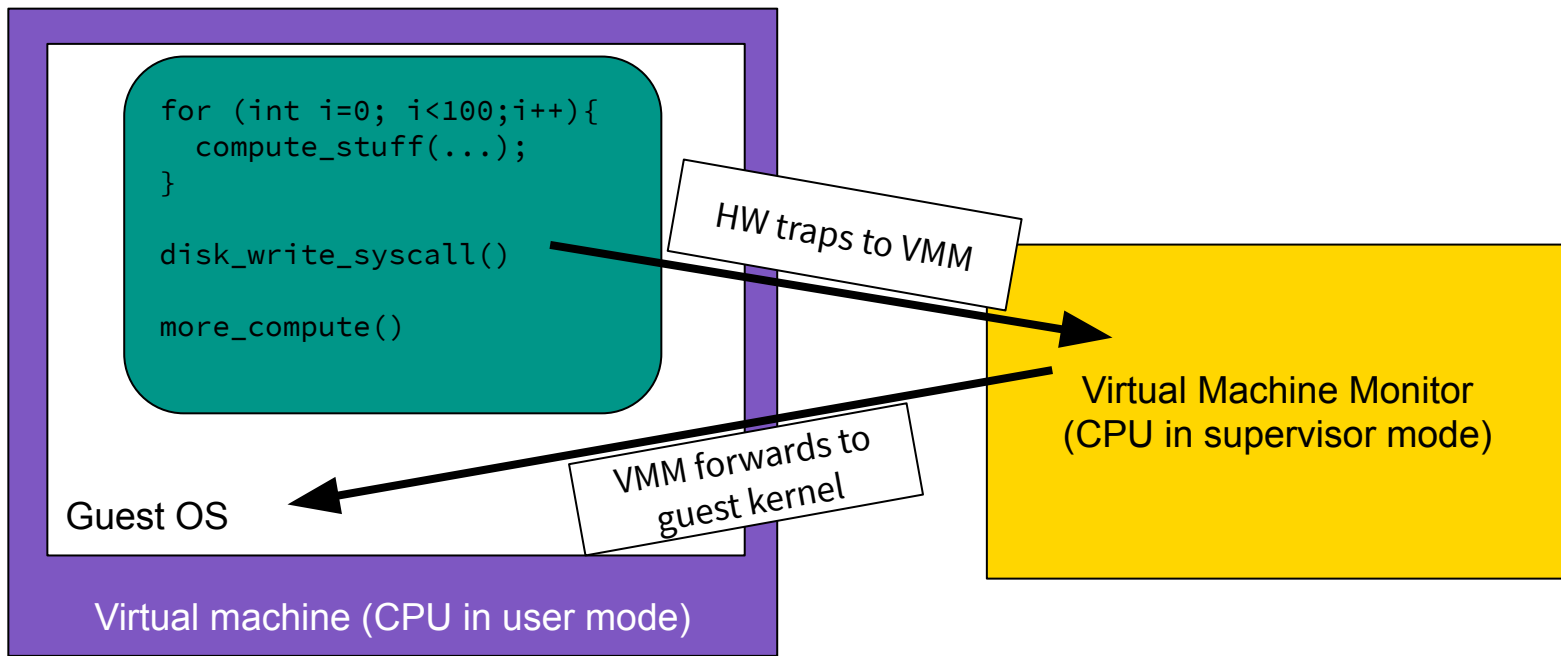 for (int i=0; i<100;i++){
  compute_stuff(...);
}
disk_write_syscall()
more_compute()
HW traps to VMM
Virtual Machine Monitor
(CPU in supervisor mode)
VMM forwards to
guest kernel
Guest OS
Virtual machine (CPU in user mode)